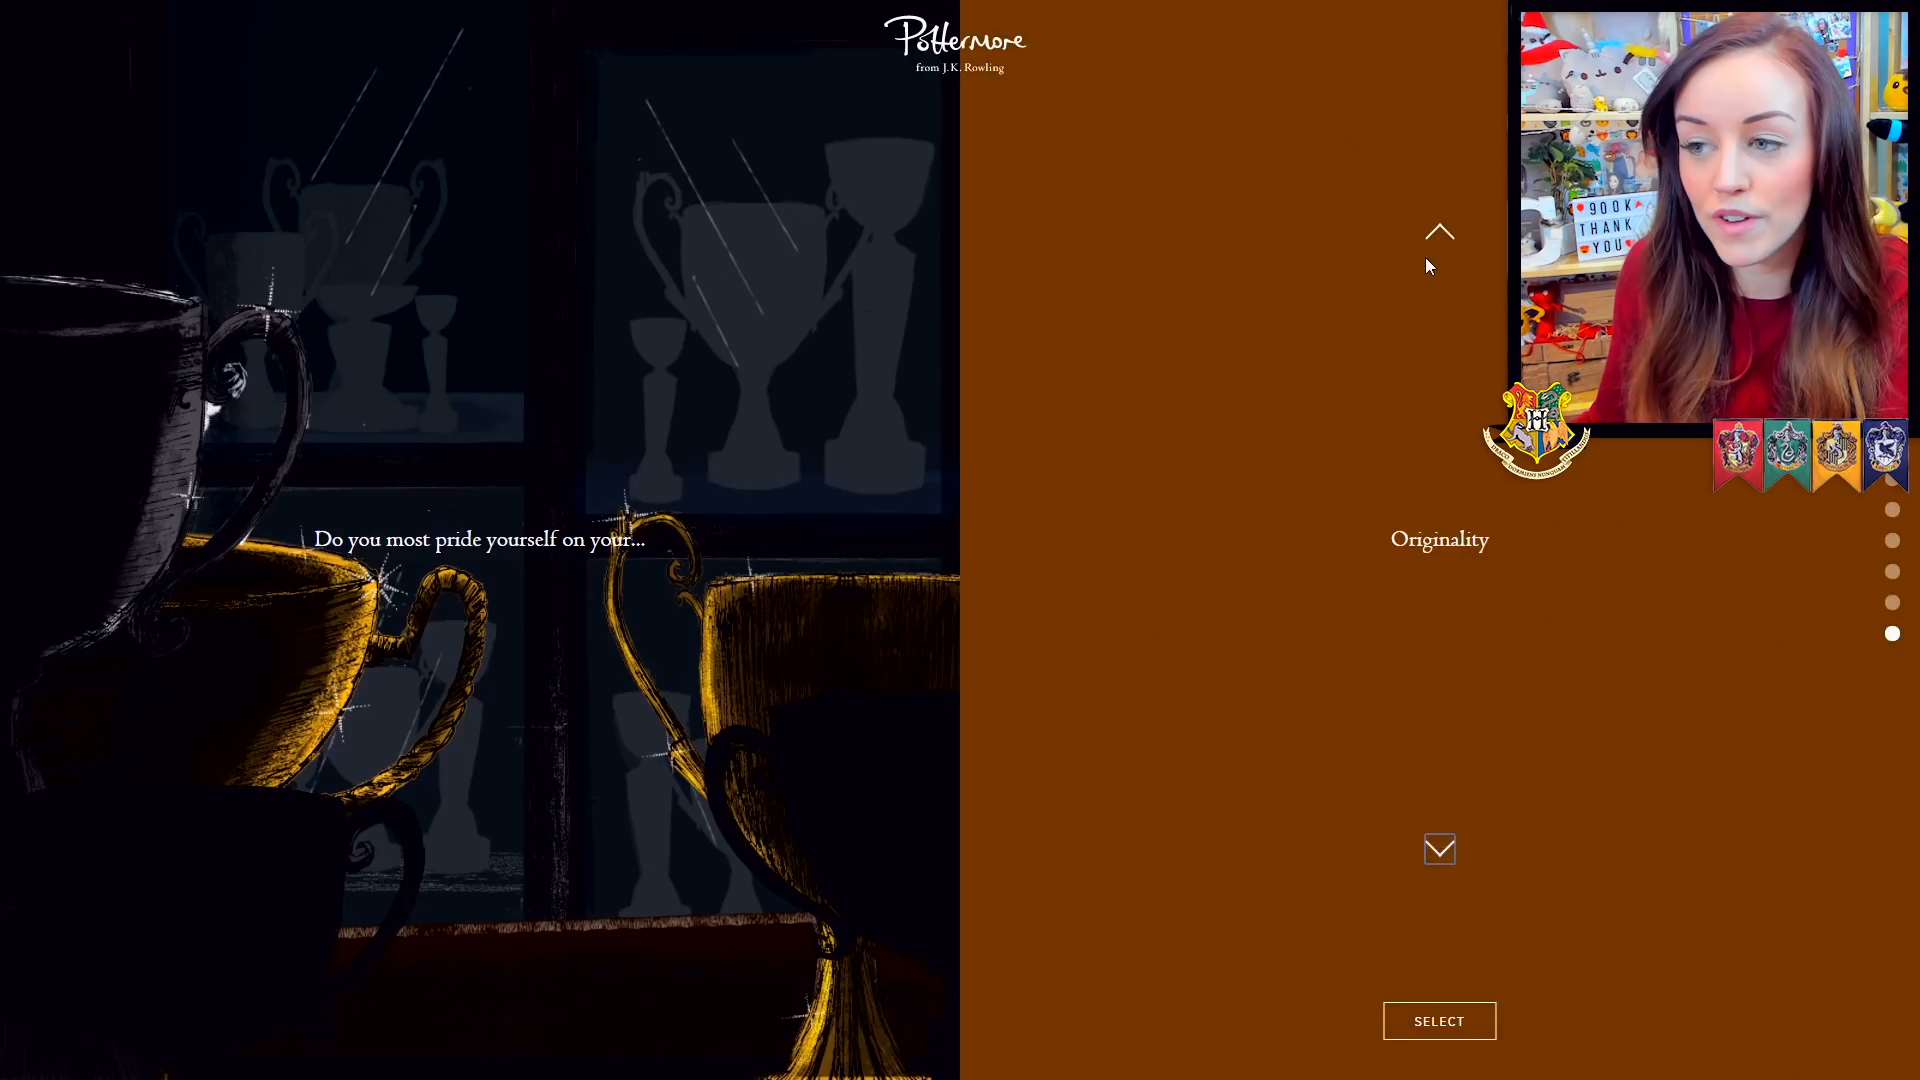 Pottermore
from J.K. Rowling
900K
THANK
YOU
Do you most pride yourself on your...
Originality
SELECT